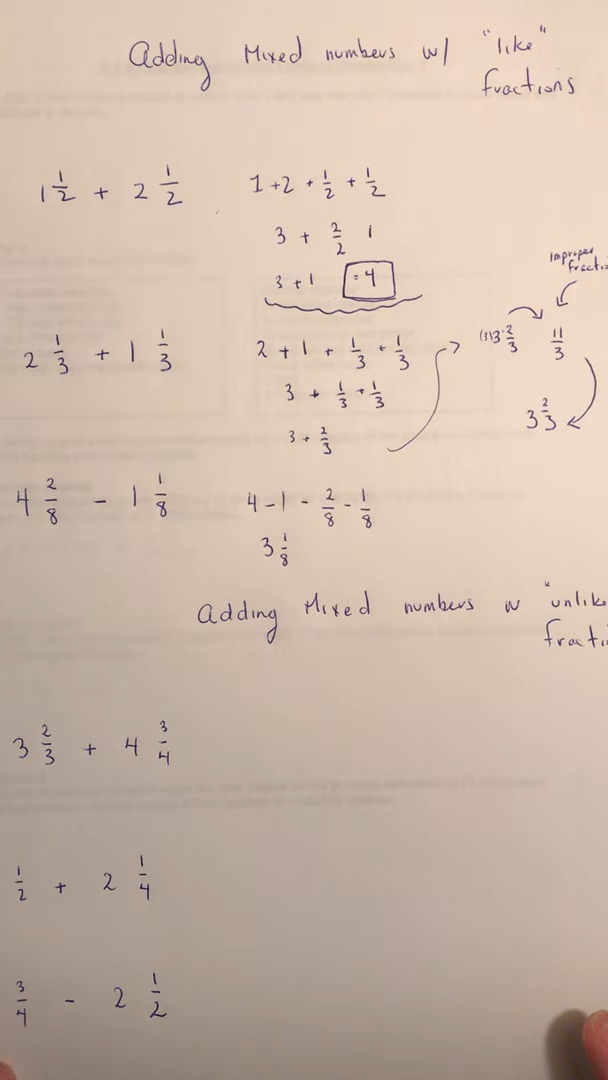 Adding Mixed numbers w/ "like"
fractions
1 1/2 + 2 1/2
1 + 2 + 1/2 + 1/2
3 + 2/2 1
3 + 1 = 4
Improper
2 1/3 + 1 1/3
2 + 1 + 1/3 + 1/3
3 2/3
11/3
3 + 1/3 + 1/3
3 2/3
3 + 2/3
4 2/8 - 1 1/8
4 - 1 - 2/8 - 1/8
3 1/8
Adding Mixed numbers w "unlike
3 2/3 + 4 3/4
1/2 + 2 1/4
3/4 - 2 1/2